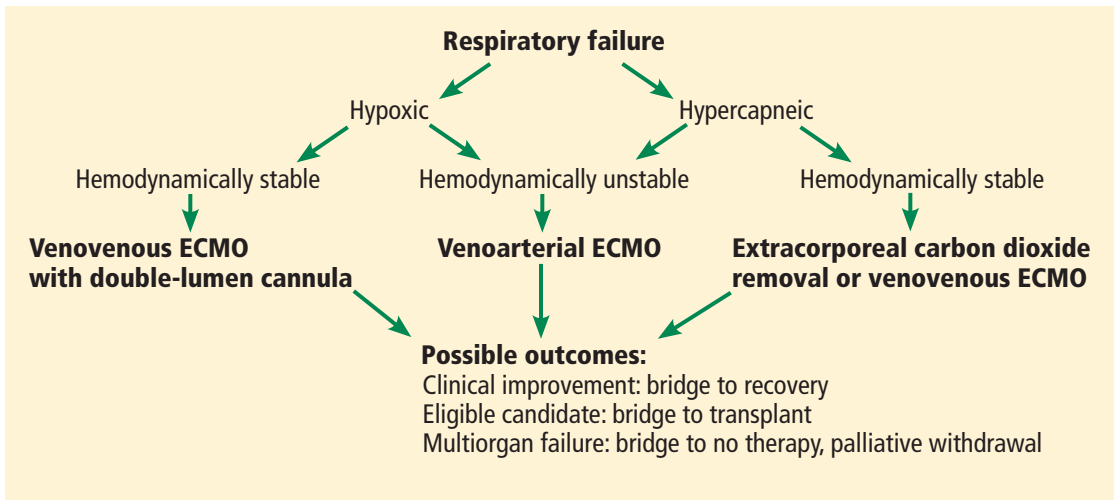 Respiratory failure
Hypoxic
Hypercapneic
Hemodynamically stable
Hemodynamically unstable
Hemodynamically stable
Venovenous ECMO
with double-lumen cannula
Venoarterial ECMO
Extracorporeal carbon dioxide
removal or venovenous ECMO
Possible outcomes:
Clinical improvement: bridge to recovery
Eligible candidate: bridge to transplant
Multiorgan failure: bridge to no therapy, palliative withdrawal